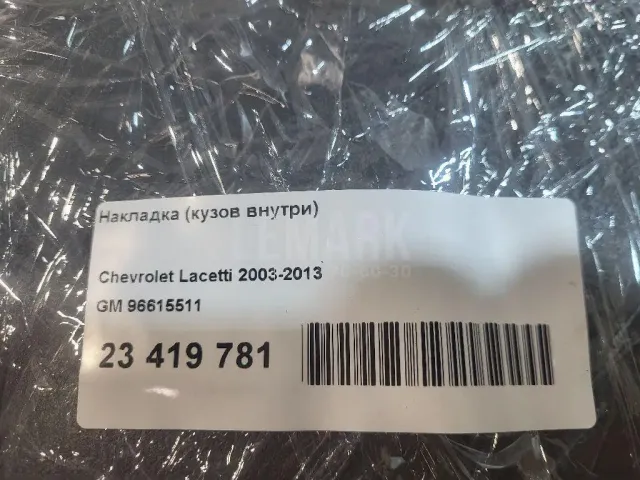 Накладка (кузов внутри)
Chevrolet Lacetti 2003-2013
GM 96615511
23 419 781